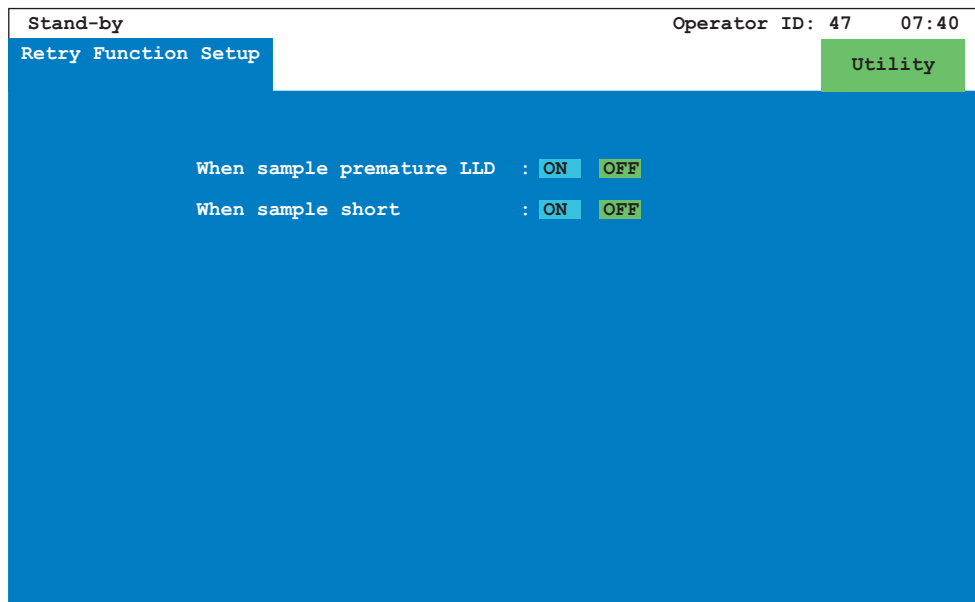 Stand-by Operator ID: 47 07:40
Retry Function Setup
Utility
When sample premature LLD : ON OFF
When sample short : ON OFF